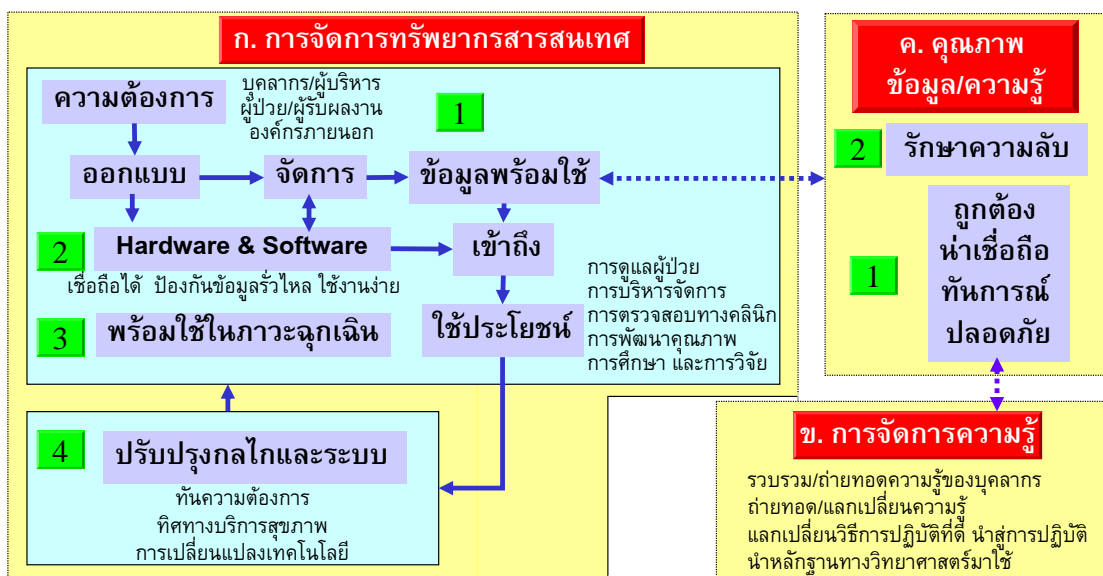 ก. การจัดการทรัพยากรสารสนเทศ
ความต้องการ
บุคลากร/ผู้บริหาร
ผู้ป่วย/ผู้รับผลงาน
องค์กรภายนอก
1
ออกแบบ
จัดการ
ข้อมูลพร้อมใช้
2
Hardware & Software
เข้าถึง
เชื่อถือได้ ป้องกันข้อมูลรั่วไหล ใช้งานง่าย
3
พร้อมใช้ในภาวะฉุกเฉิน
ใช้ประโยชน์
การดูแลผู้ป่วย
การบริหารจัดการ
การตรวจสอบทางคลินิก
การพัฒนาคุณภาพ
การศึกษา และการวิจัย
4
ปรับปรุงกลไกและระบบ
ทันความต้องการ
ทิศทางบริการสุขภาพ
การเปลี่ยนแปลงเทคโนโลยี
ค. คุณภาพ
ข้อมูล/ความรู้
2
รักษาความลับ
1
ถูกต้อง
น่าเชื่อถือ
ทันการณ์
ปลอดภัย
ข. การจัดการความรู้
รวบรวม/ถ่ายทอดความรู้ของบุคลากร
ถ่ายทอด/แลกเปลี่ยนความรู้
แลกเปลี่ยนวิธีการปฏิบัติที่ดี นำสู่การปฏิบัติ
นำหลักฐานทางวิทยาศาสตร์มาใช้